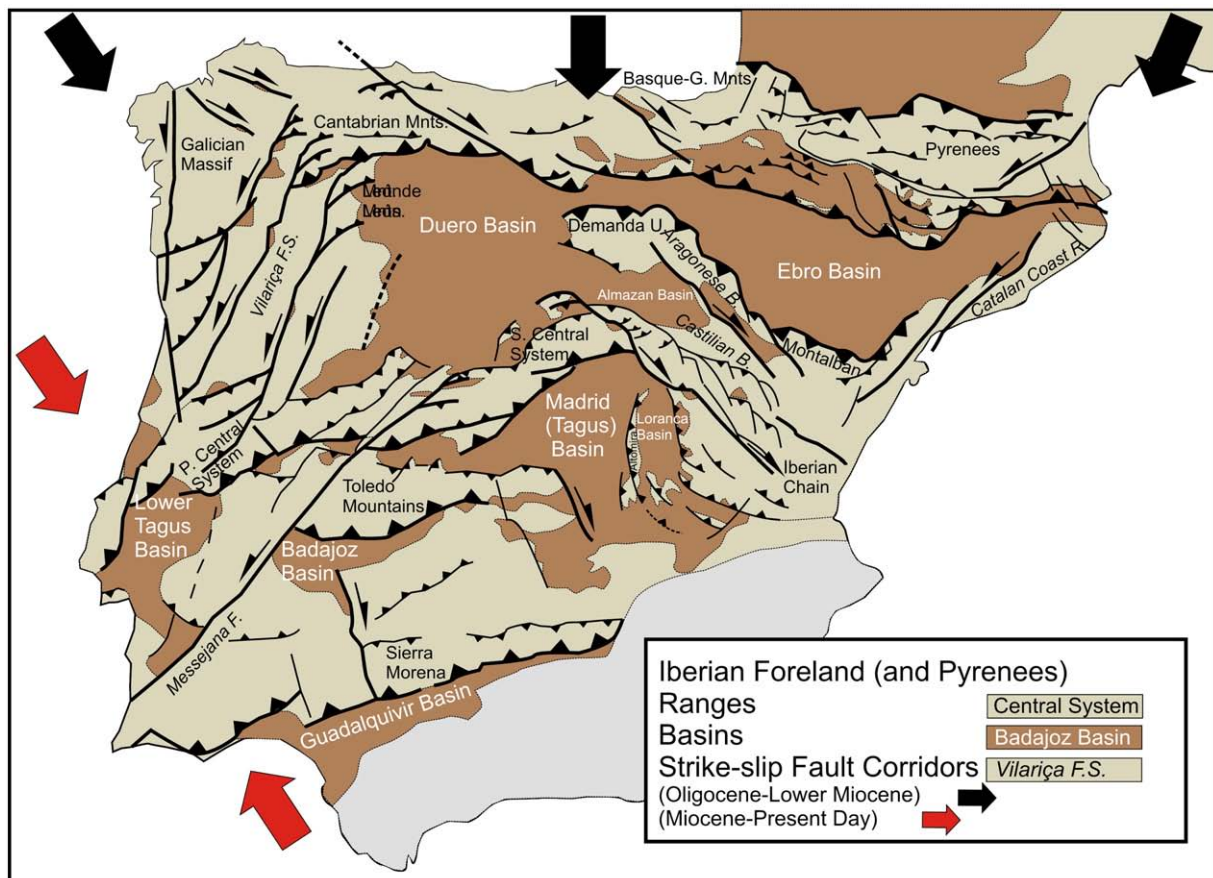 Basque-G. Mnts.
Cantabrian Mnts.
Galician
Massif
Pyrenees
Duero Basin
Demanda U.
Aragonese B.
Ebro Basin
Catalan Coast R.
Vilariça F.S.
Almazan Basin
Castilian B.
Montalban
S. Central
System
Madrid
(Tagus)
Basin
Loranca
Basin
Altomira
P. Central
System
Iberian
Chain
Toledo
Mountains
Lower
Tagus
Basin
Badajoz
Basin
Messejana F.
Sierra
Morena
Guadalquivir Basin
Iberian Foreland (and Pyrenees)
Ranges
Central System
Basins
Badajoz Basin
Strike-slip Fault Corridors
Vilariça F.S.
(Oligocene-Lower Miocene)
(Miocene-Present Day)